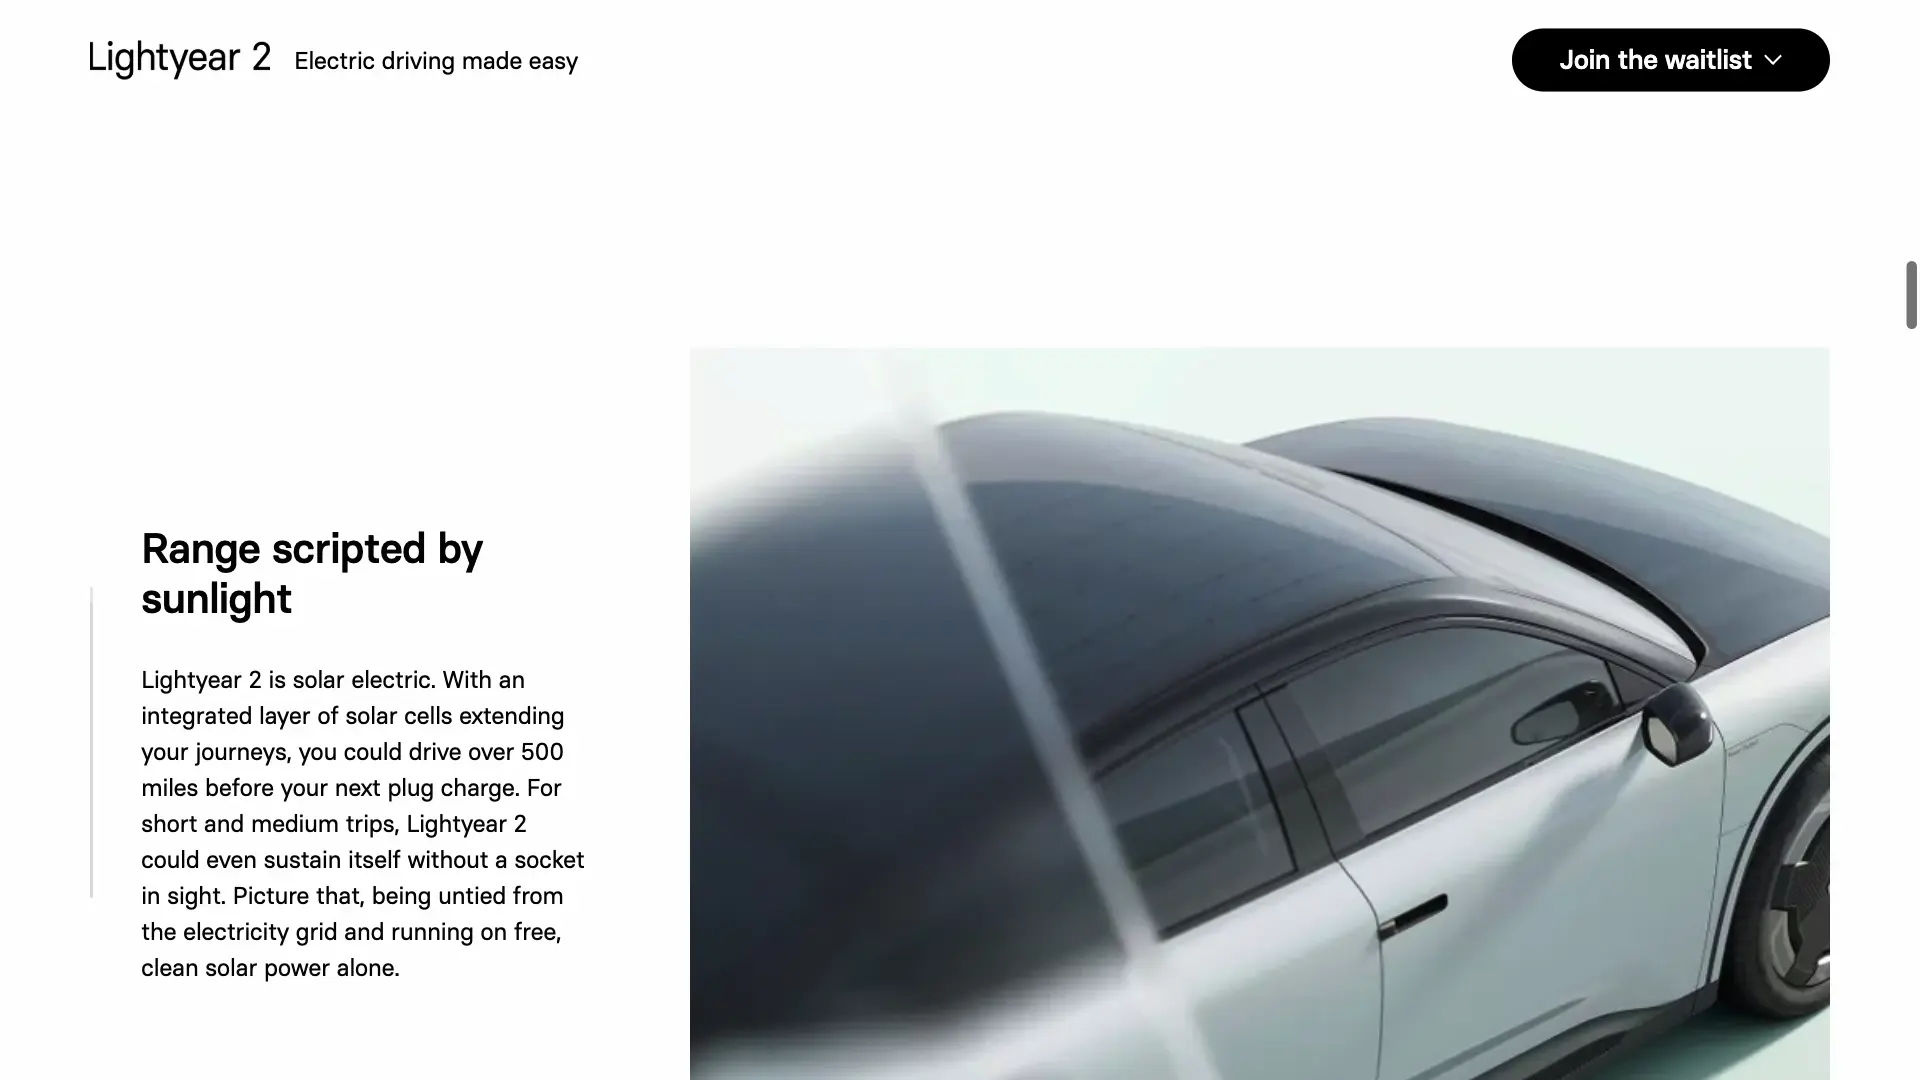 Lightyear 2 Electric driving made easy
Join the waitlist
Range scripted by
sunlight
Lightyear 2 is solar electric. With an
integrated layer of solar cells extending
your journeys, you could drive over 500
miles before your next plug charge. For
short and medium trips, Lightyear 2
could even sustain itself without a socket
in sight. Picture that, being untied from
the electricity grid and running on free,
clean solar power alone.